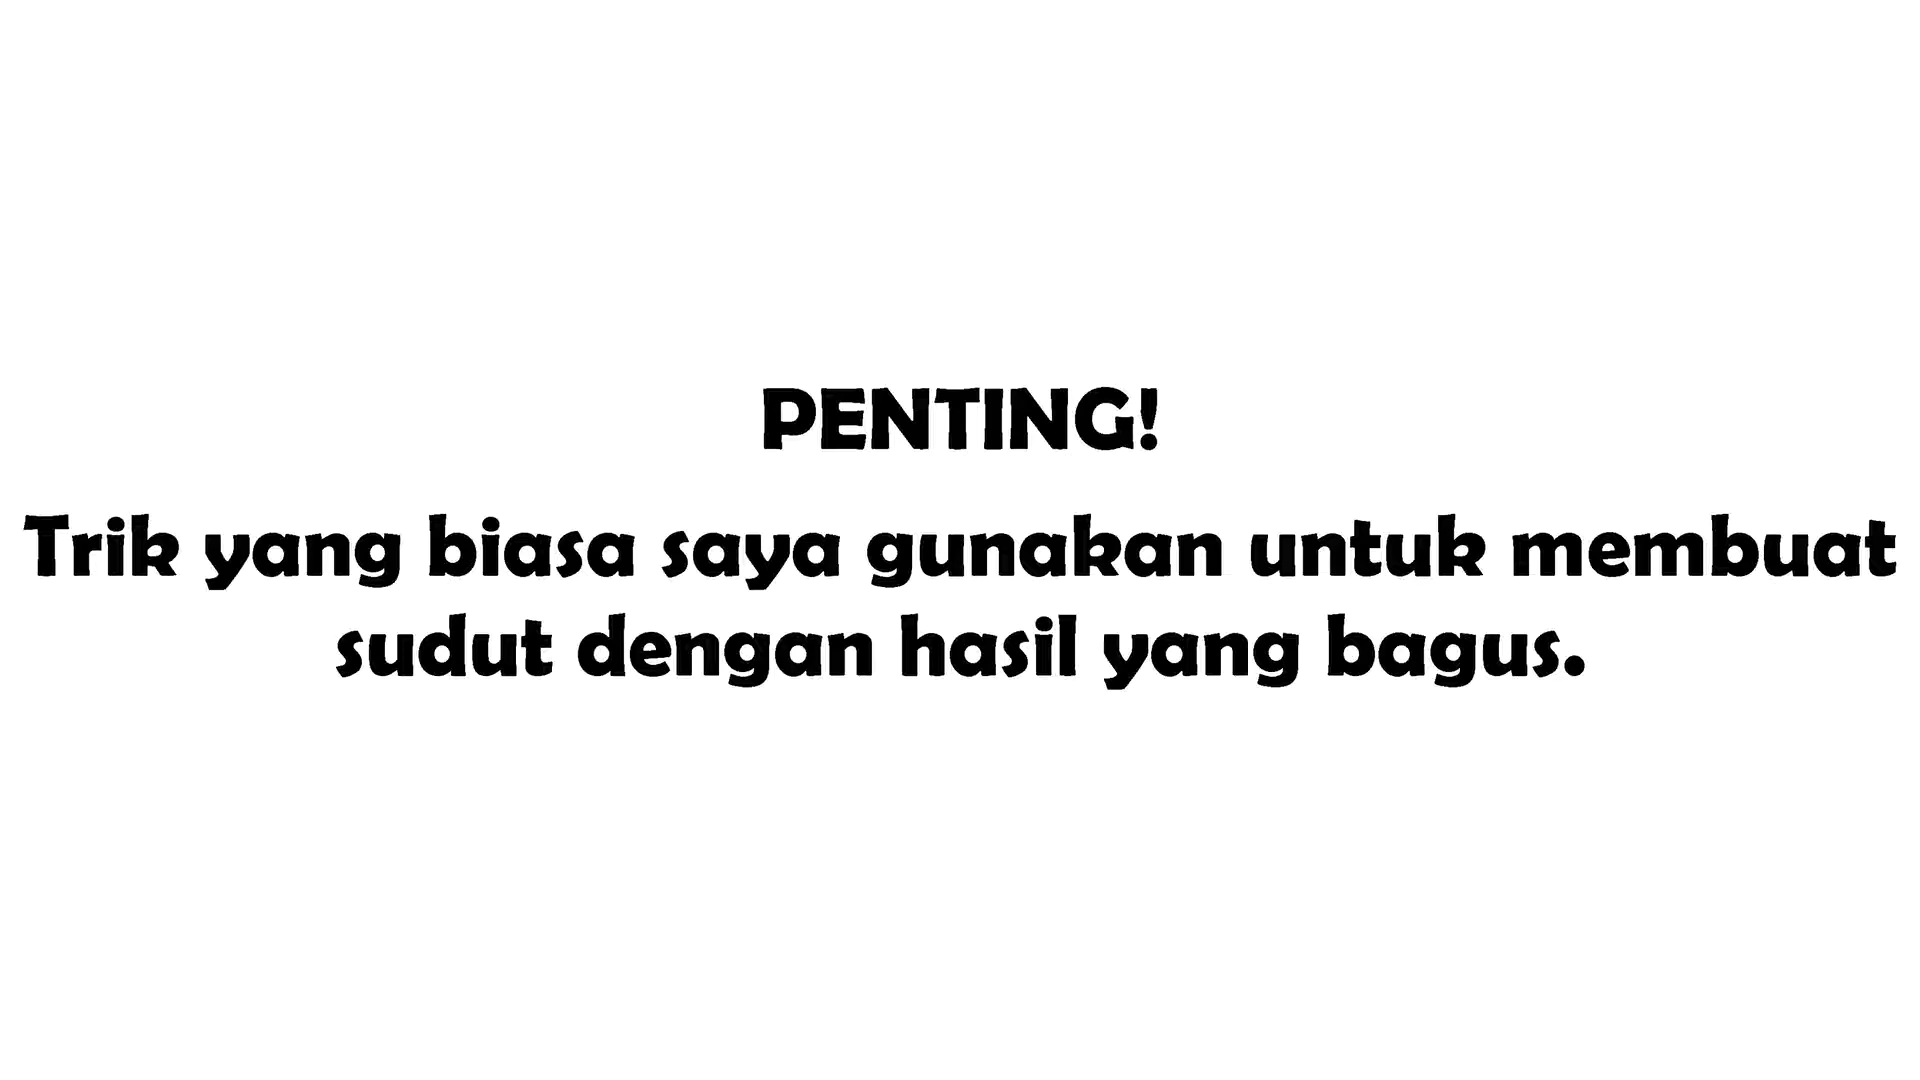 PENTING!
Trik yang biasa saya gunakan untuk membuat
sudut dengan hasil yang bagus.